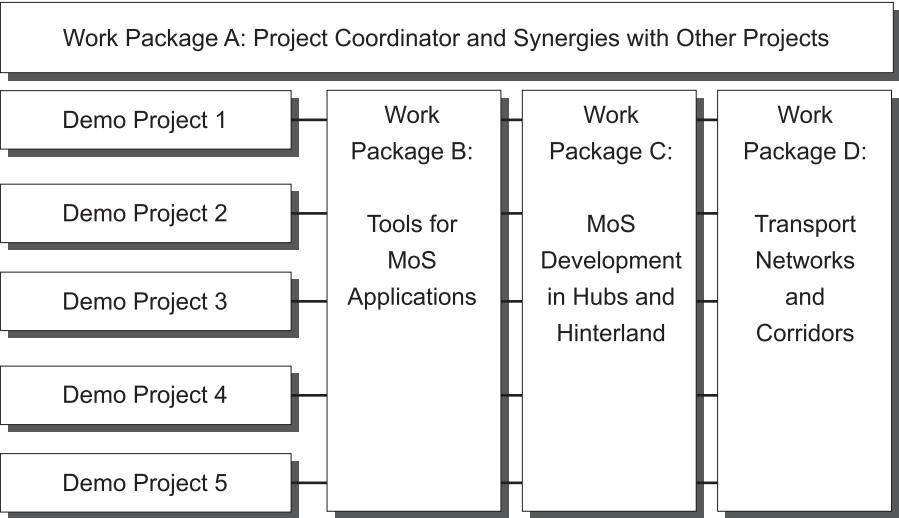 Work Package A: Project Coordinator and Synergies with Other Projects
Demo Project 1
Demo Project 2
Demo Project 3
Demo Project 4
Demo Project 5
Work
Package B:
Tools for
MoS
Applications
Work
Package C:
MoS
Development
in Hubs and
Hinterland
Work
Package D:
Transport
Networks
and
Corridors